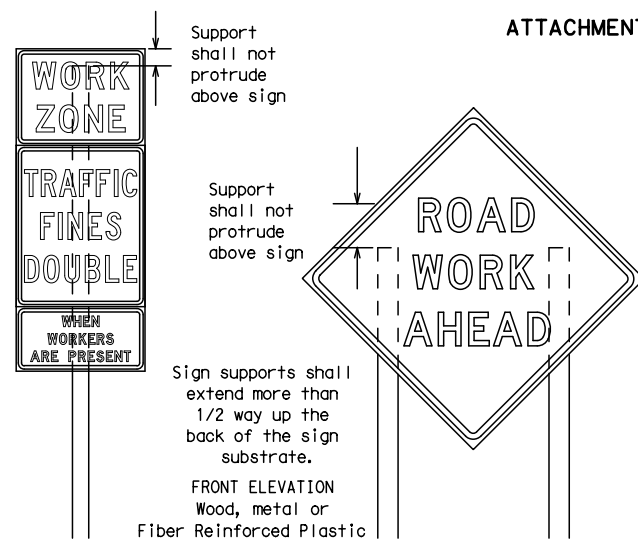 ATTACHMENT
Support
shall not
protrude
above sign
WORK
ZONE
TRAFFIC
FINES
DOUBLE
WHEN
WORKERS
ARE PRESENT
Support
shall not
protrude
above sign
ROAD
WORK
AHEAD
Sign supports shall
extend more than
1/2 way up the
back of the sign
substrate.
FRONT ELEVATION
Wood, metal or
Fiber Reinforced Plastic